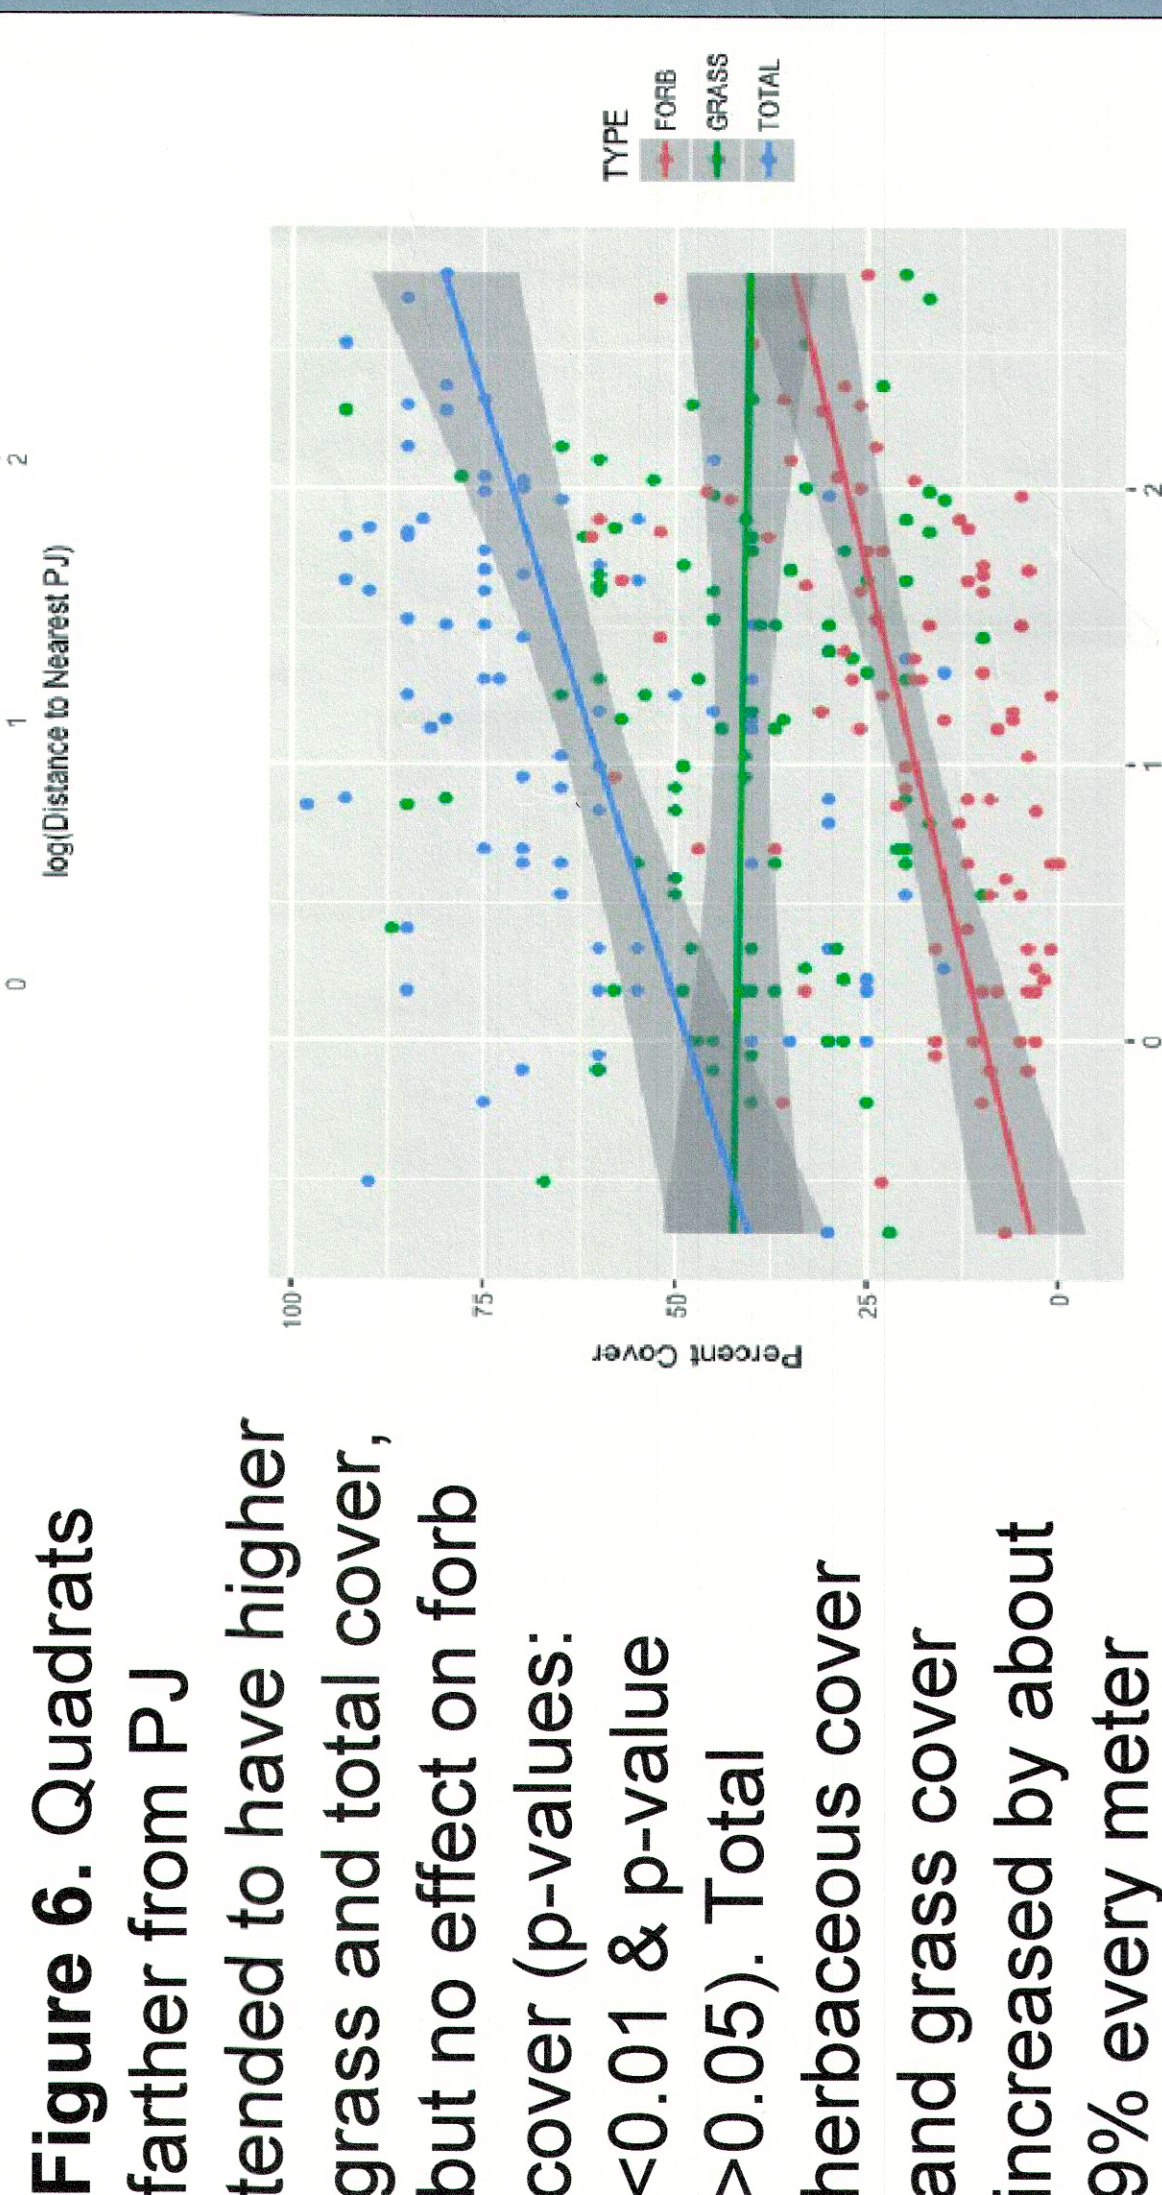 Figure 6. Quadrats
farther from PJ
tended to have higher
grass and total cover,
but no effect on forb
cover (p-values:
<0.01 & p-value
>0.05). Total
herbaceous cover
and grass cover
increased by about
9% every meter
0 1 2
log(Distance to Nearest PJ)
Percent Cover
100
75
50
25
0
0 1 2
TYPE
FORB
GRASS
TOTAL